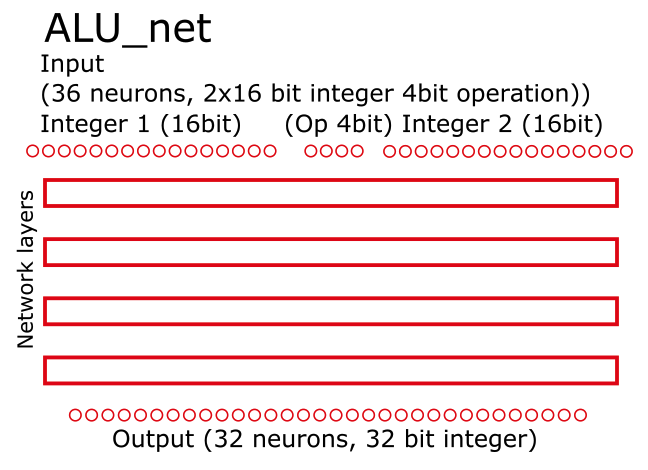 ALU_net
Input
(36 neurons, 2x16 bit integer 4bit operation))
Integer 1 (16bit) (Op 4bit) Integer 2 (16bit)
Network layers
Output (32 neurons, 32 bit integer)